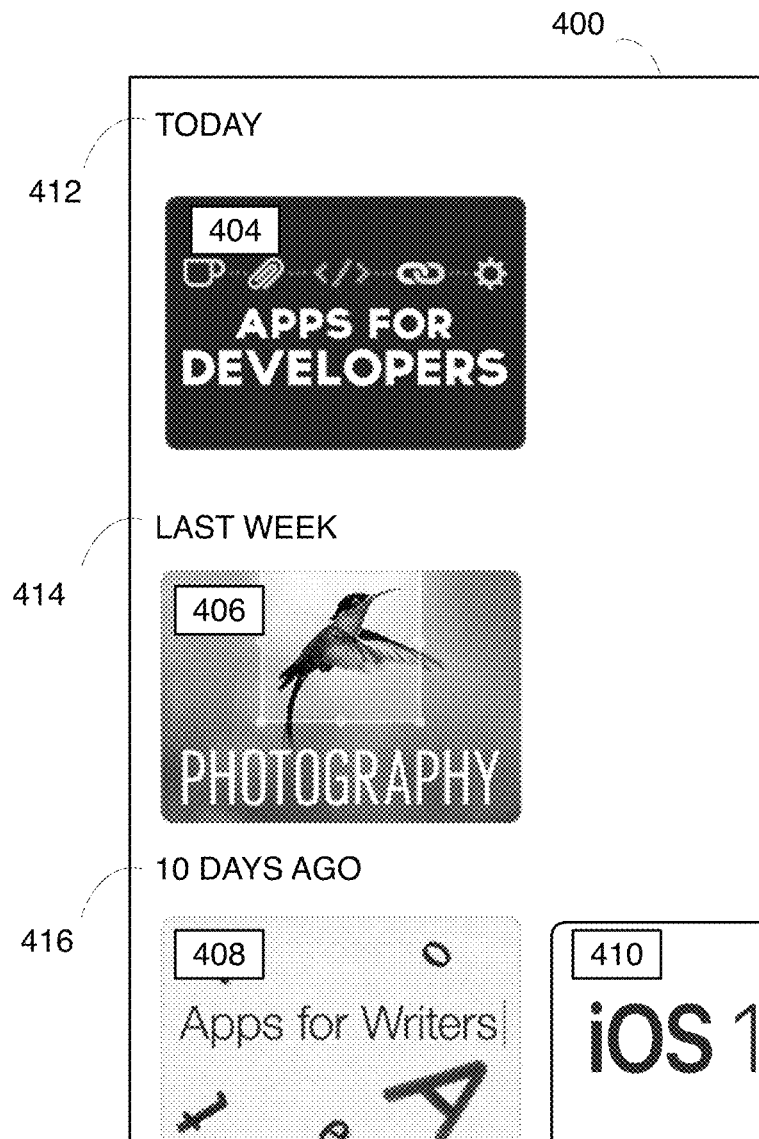 400
TODAY
412
404
</>
APPS FOR
DEVELOPERS
LAST WEEK
414
406
PHOTOGRAPHY
10 DAYS AGO
416
408
410
o
Apps for Writers
iOS 1
A
t
e